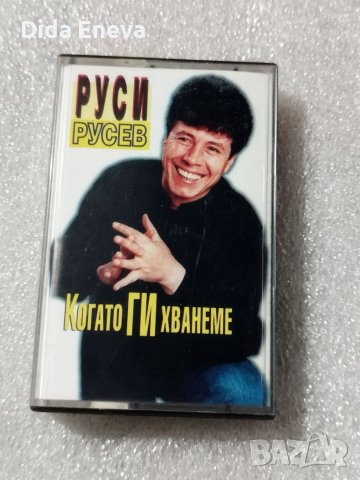 Dida Eneva
РУСИ
РУСЕВ
КОГАТО ГИ ХВАНЕМЕ
BAZAR